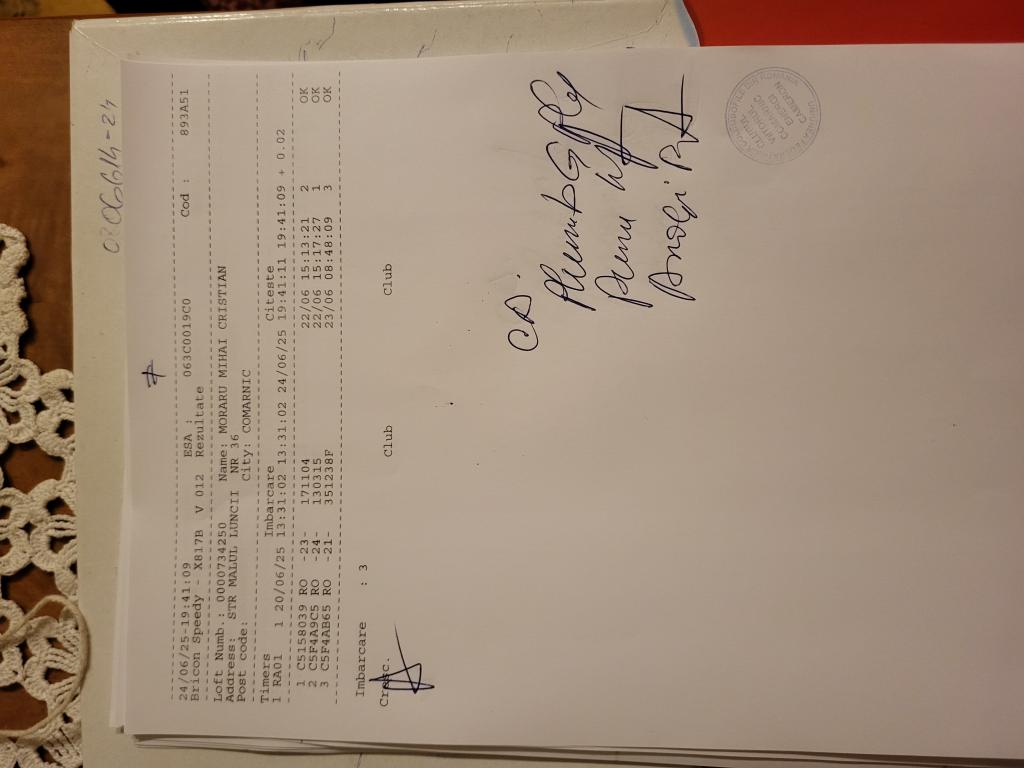 24/06/25-19:41:09 ESA : 063C0019C0 Cod : 893A51
Bricon Speedy - X817B V 012 Rezultate
Loft Numb.: 0000734250 Name: MORARU MIHAI CRISTIAN
Address: STR MALUL LUNCII NR 36
Post code: City: COMARNIC
Timers Imbarcare Citeste
1 RA01 1 20/06/25 13:31:02 13:31:02 24/06/25 19:41:11 19:41:09 + 0.02
1 C5158039 RO -23- 171104 22/06 15:13:21 2 OK
2 C5F4A9C5 RO -24- 130315 22/06 15:17:27 1 OK
3 C5F4AB65 RO -21- 351238F 23/06 08:48:09 3 OK
Imbarcare : 3
Cresc. Club Club